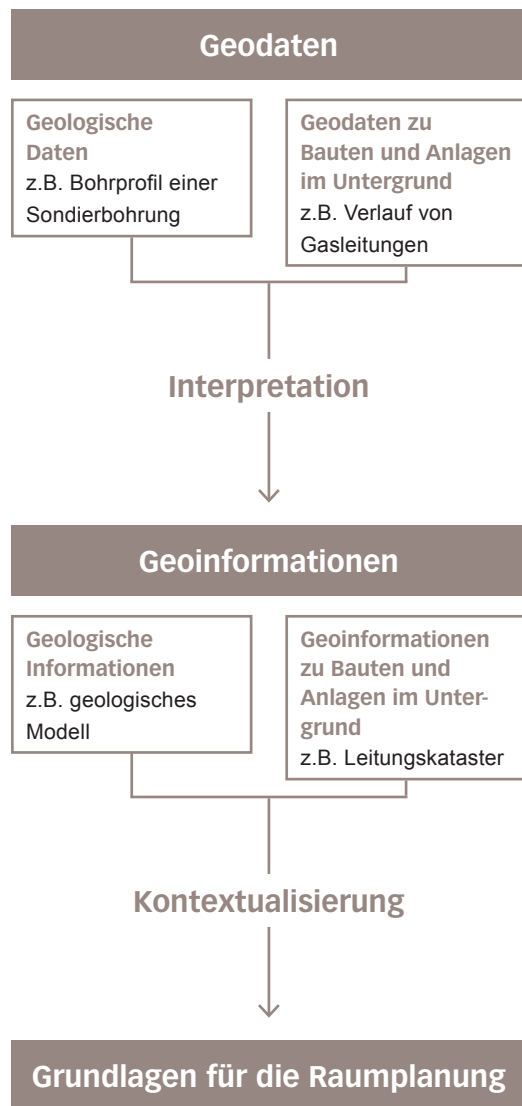 Geodaten
Geologische
Daten
z.B. Bohrprofil einer
Sondierbohrung
Geodaten zu
Bauten und Anlagen
im Untergrund
z.B. Verlauf von
Gasleitungen
Interpretation
Geoinformationen
Geologische
Informationen
z.B. geologisches
Modell
Geoinformationen
zu Bauten und
Anlagen im Unter-
grund
z.B. Leitungskataster
Kontextualisierung
Grundlagen für die Raumplanung